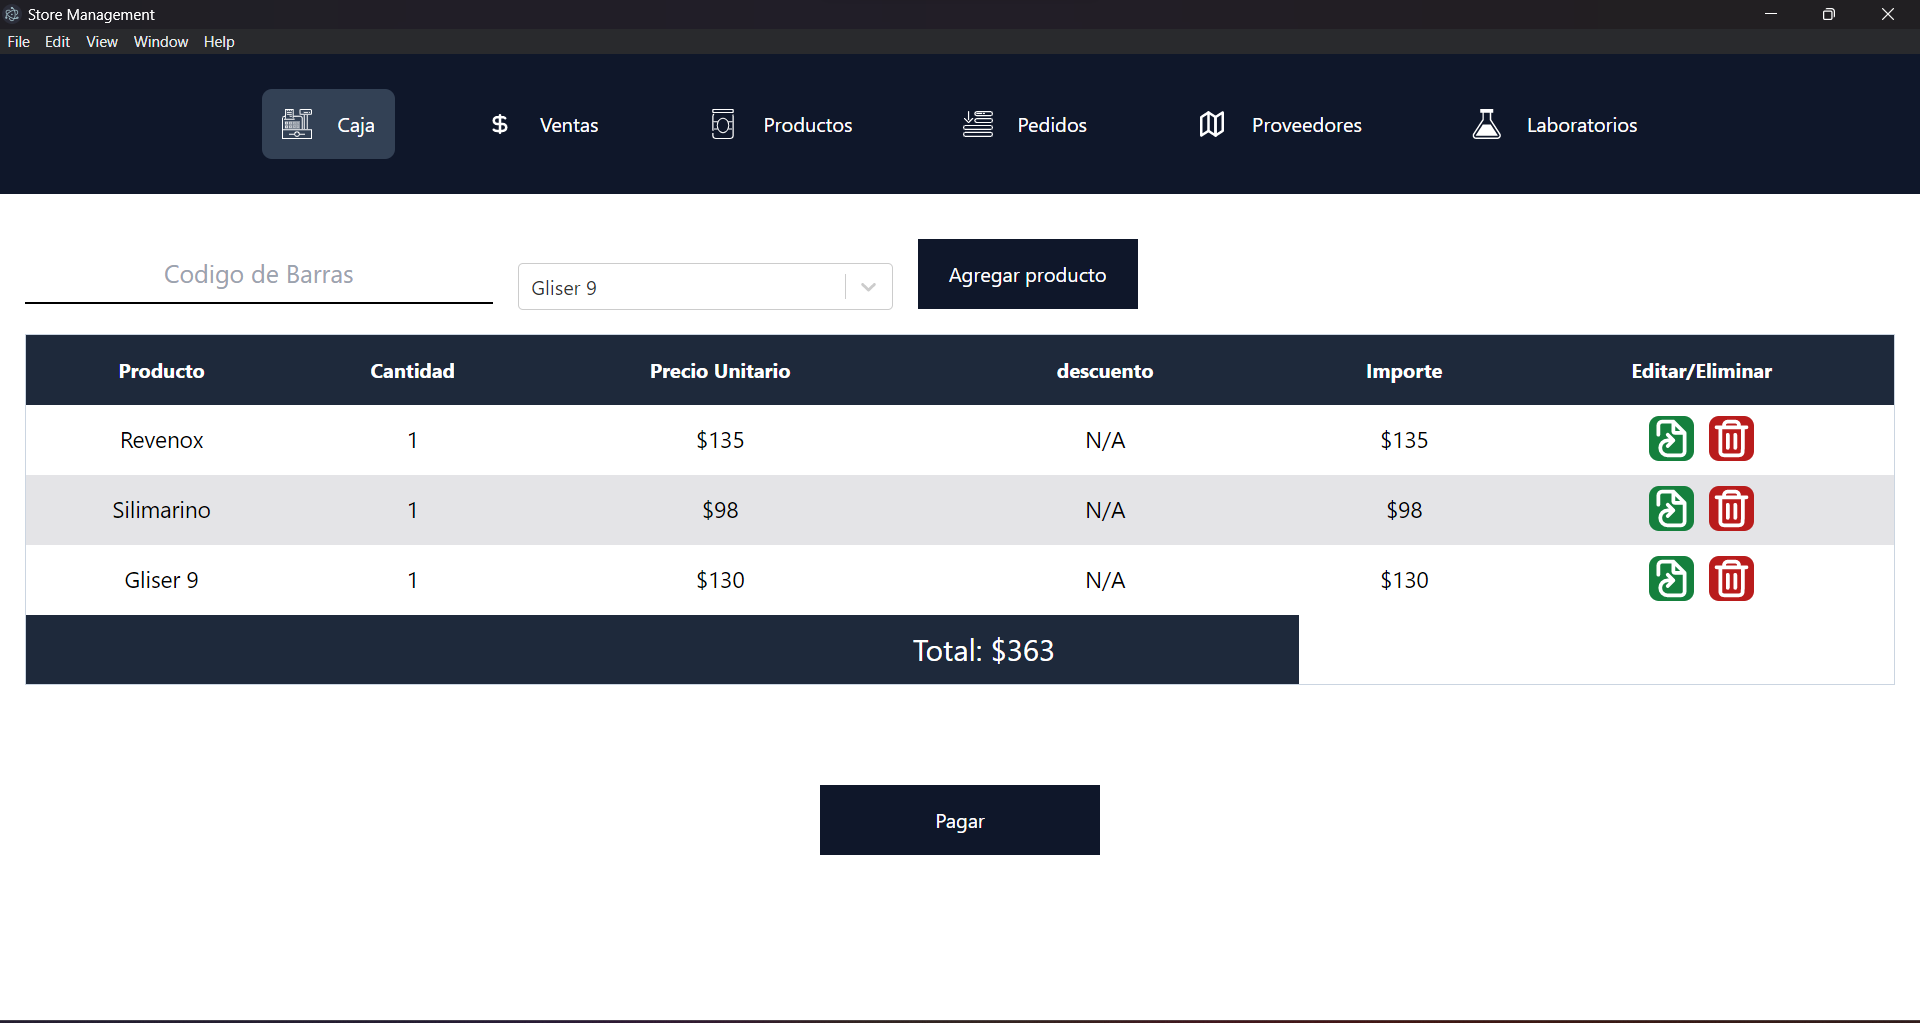 Store Management
File Edit View Window Help
Caja $ Ventas Productos Pedidos Proveedores Laboratorios
Codigo de Barras
Gliser 9
Agregar producto
Producto Cantidad Precio Unitario descuento Importe Editar/Eliminar
Revenox 1 $135 N/A $135
Silimarino 1 $98 N/A $98
Gliser 9 1 $130 N/A $130
Total: $363
Pagar